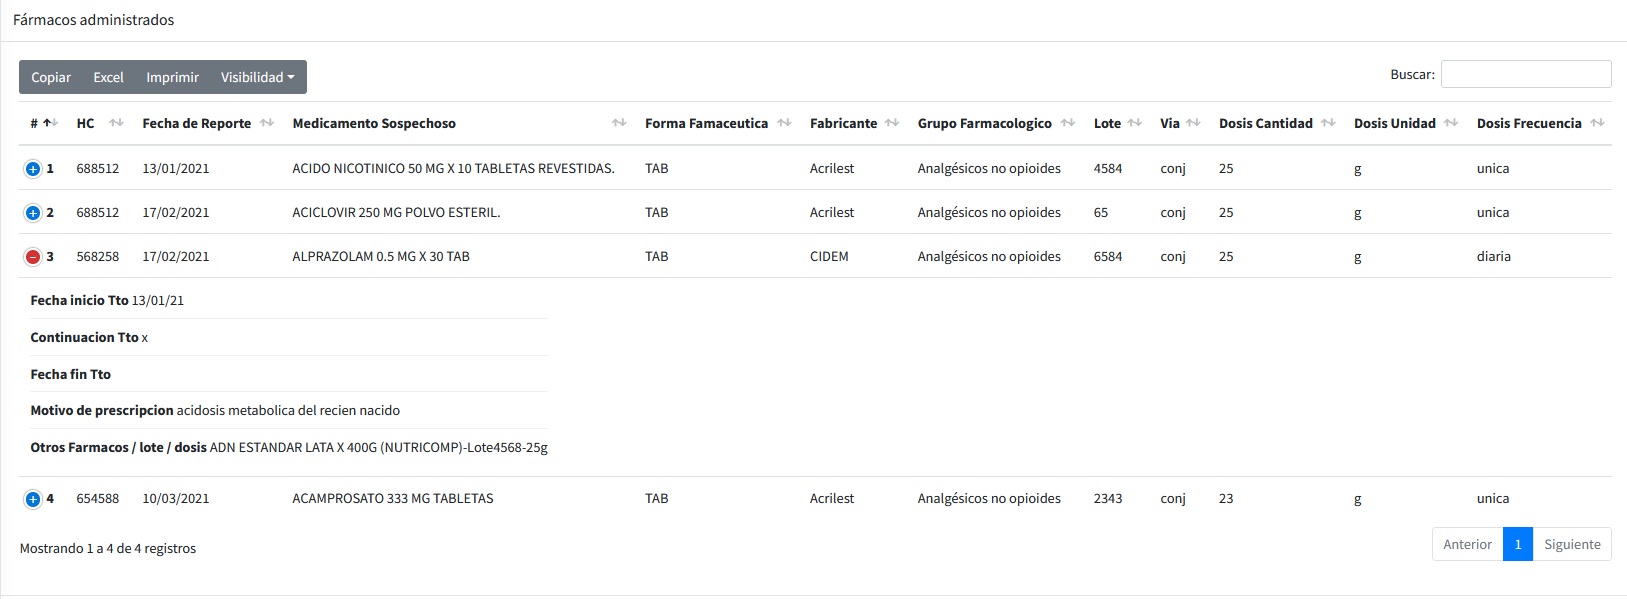 Fármacos administrados
Copiar Excel Imprimir Visibilidad
Buscar:
# HC Fecha de Reporte Medicamento Sospechoso Forma Famaceutica Fabricante Grupo Farmacologico Lote Via Dosis Cantidad Dosis Unidad Dosis Frecuencia
1 688512 13/01/2021 ACIDO NICOTINICO 50 MG X 10 TABLETAS REVESTIDAS. TAB Acrilest Analgésicos no opioides 4584 conj 25 g unica
2 688512 17/02/2021 ACICLOVIR 250 MG POLVO ESTERIL. TAB Acrilest Analgésicos no opioides 65 conj 25 g unica
3 568258 17/02/2021 ALPRAZOLAM 0.5 MG X 30 TAB TAB CIDEM Analgésicos no opioides 6584 conj 25 g diaria
Fecha inicio Tto 13/01/21
Continuacion Tto x
Fecha fin Tto
Motivo de prescripcion acidosis metabolica del recien nacido
Otros Farmacos / lote / dosis ADN ESTANDAR LATA X 400G (NUTRICOMP)-Lote4568-25g
4 654588 10/03/2021 ACAMPROSATO 333 MG TABLETAS TAB Acrilest Analgésicos no opioides 2343 conj 23 g unica
Mostrando 1 a 4 de 4 registros
Anterior 1 Siguiente